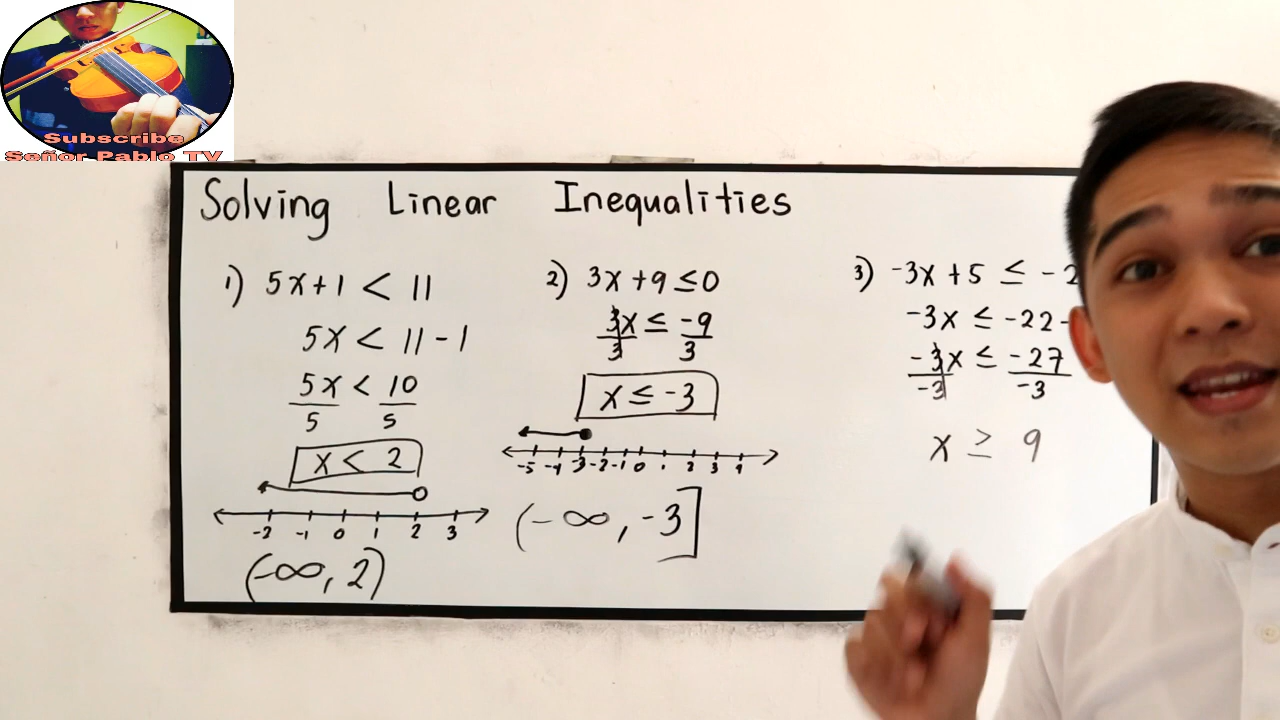 Subscribe
Señor Pablo TV
Solving Linear Inequalities
1) 5x+1 < 11
5x < 11 - 1
5x < 10
5 5
x < 2
-2 -1 0 1 2 3
(-∞, 2)
2) 3x +9 ≤0
3x ≤ -9
3 3
x ≤ -3
-5 -4 -3 -2 -1 0 1 2 3 4
(-∞, -3]
3) -3x +5 ≤ -2
-3x ≤ -22-
-3x ≤ -27
-3 -3
x ≥ 9